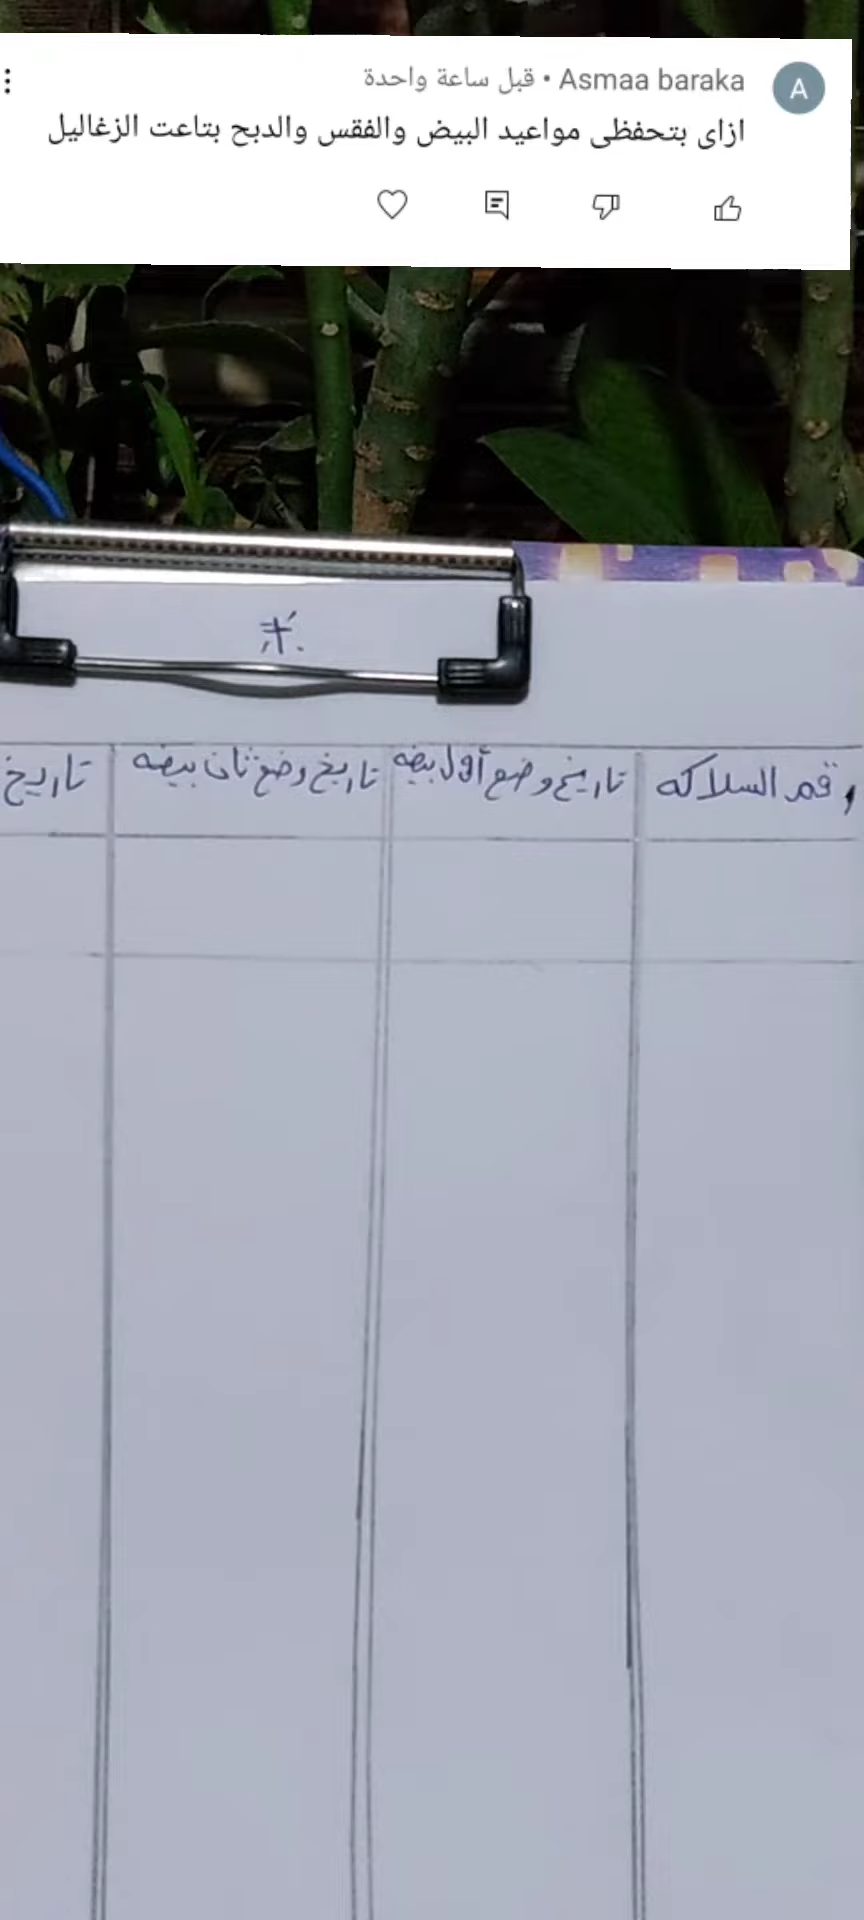 Asmaa baraka • قبل ساعة واحدة
A
ازاى بتحفظى مواعيد البيض والفقس والدبح بتاعت الزغاليل
رقم السلاكه
تاريخ وضع أول بيضه
تاريخ وضع ثانى بيضه
تاريخ